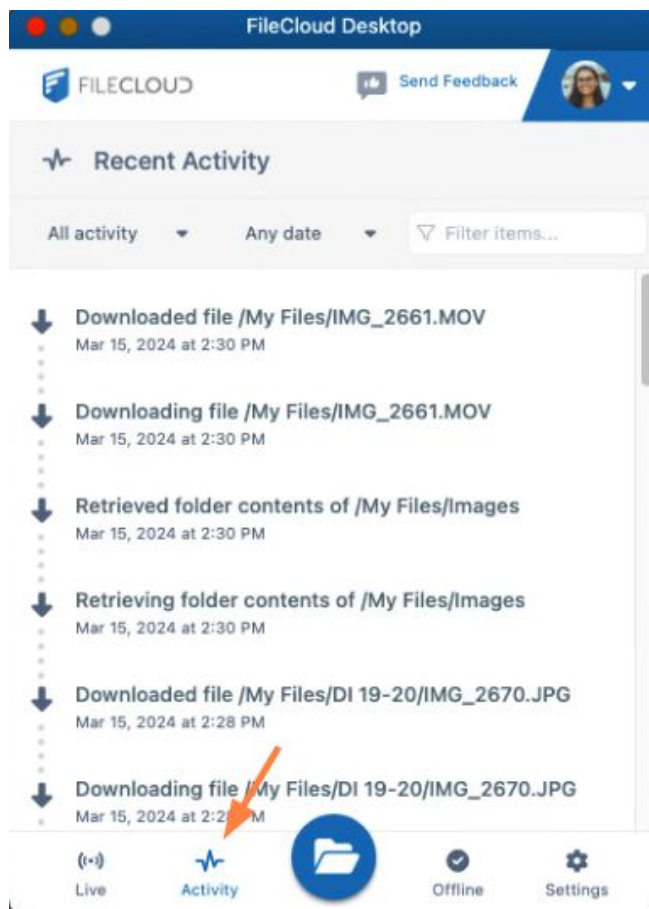 FileCloud Desktop
FILECLOUD
Send Feedback
Recent Activity
All activity Any date Filter items...
Downloaded file /My Files/IMG_2661.MOV
Mar 15, 2024 at 2:30 PM
Downloading file /My Files/IMG_2661.MOV
Mar 15, 2024 at 2:30 PM
Retrieved folder contents of /My Files/Images
Mar 15, 2024 at 2:30 PM
Retrieving folder contents of /My Files/Images
Mar 15, 2024 at 2:30 PM
Downloaded file /My Files/DI 19-20/IMG_2670.JPG
Mar 15, 2024 at 2:28 PM
Downloading file /My Files/DI 19-20/IMG_2670.JPG
Mar 15, 2024 at
Live Activity Offline Settings